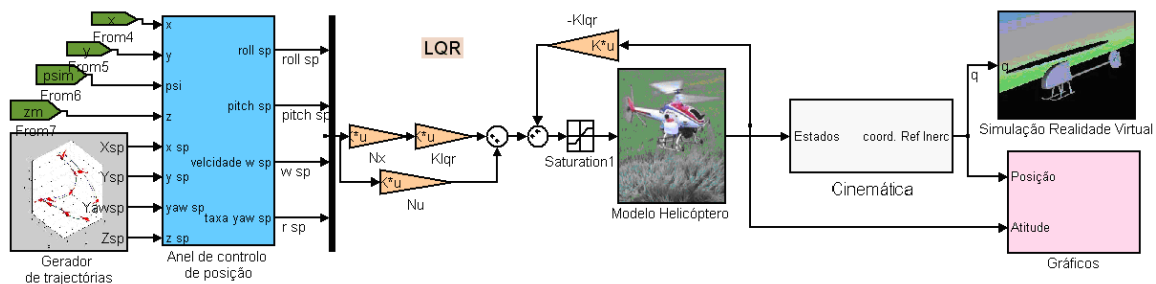 x
From4
y
From5
psim
From6
zm
From7
Xsp
Ysp
Yawsp
Zsp
Gerador
de trajectórias
x
y
psi
z
x sp
y sp
yaw sp
z sp
roll sp
pitch sp
velcidade w sp
taxa yaw sp
Anel de controlo
de posição
roll sp
pitch sp
w sp
r sp
LQR
-Klqr
K*u
*u
Nx
K*u
Klqr
K*u
Nu
Saturation1
Modelo Helicóptero
Estados
coord. Ref Inerc
Cinemática
q
q
Simulação Realidade Virtual
Posição
Atitude
Gráficos